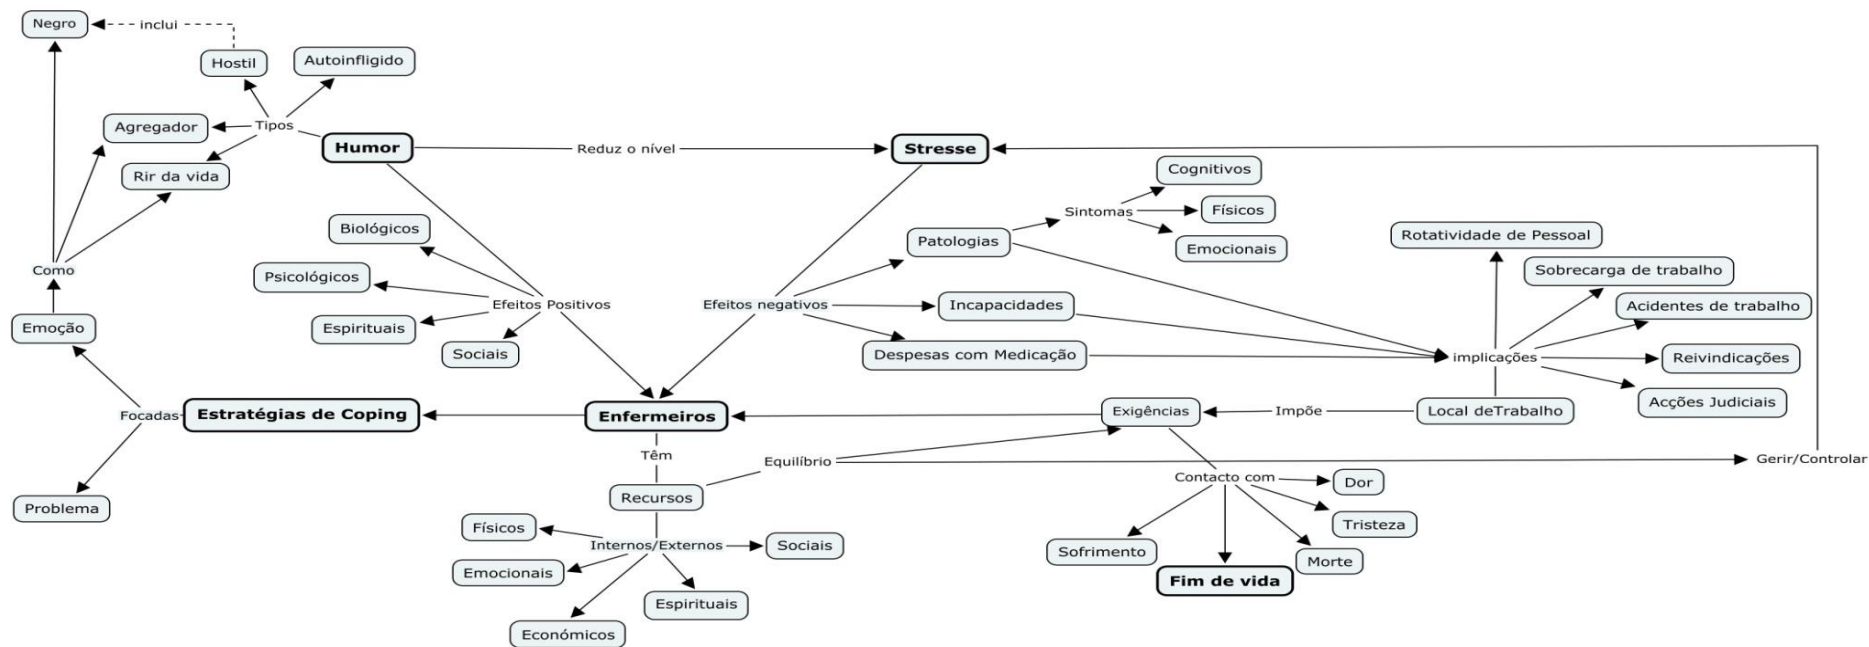 Negro
inclui
Hostil
Autoinfligido
Agregador
Tipos
Rir da vida
Humor
Reduz o nível
Stresse
Cognitivos
Sintomas
Físicos
Emocionais
Patologias
Biológicos
Psicológicos
Efeitos Positivos
Espirituais
Sociais
Efeitos negativos
Incapacidades
Despesas com Medicação
Rotatividade de Pessoal
Sobrecarga de trabalho
Acidentes de trabalho
implicações
Reivindicações
Acções Judiciais
Local deTrabalho
Impõe
Exigências
Como
Emoção
Focadas
Estratégias de Coping
Enfermeiros
Problema
Têm
Recursos
Equilíbrio
Gerir/Controlar
Contacto com
Dor
Tristeza
Morte
Fim de vida
Sofrimento
Físicos
Internos/Externos
Sociais
Emocionais
Espirituais
Económicos